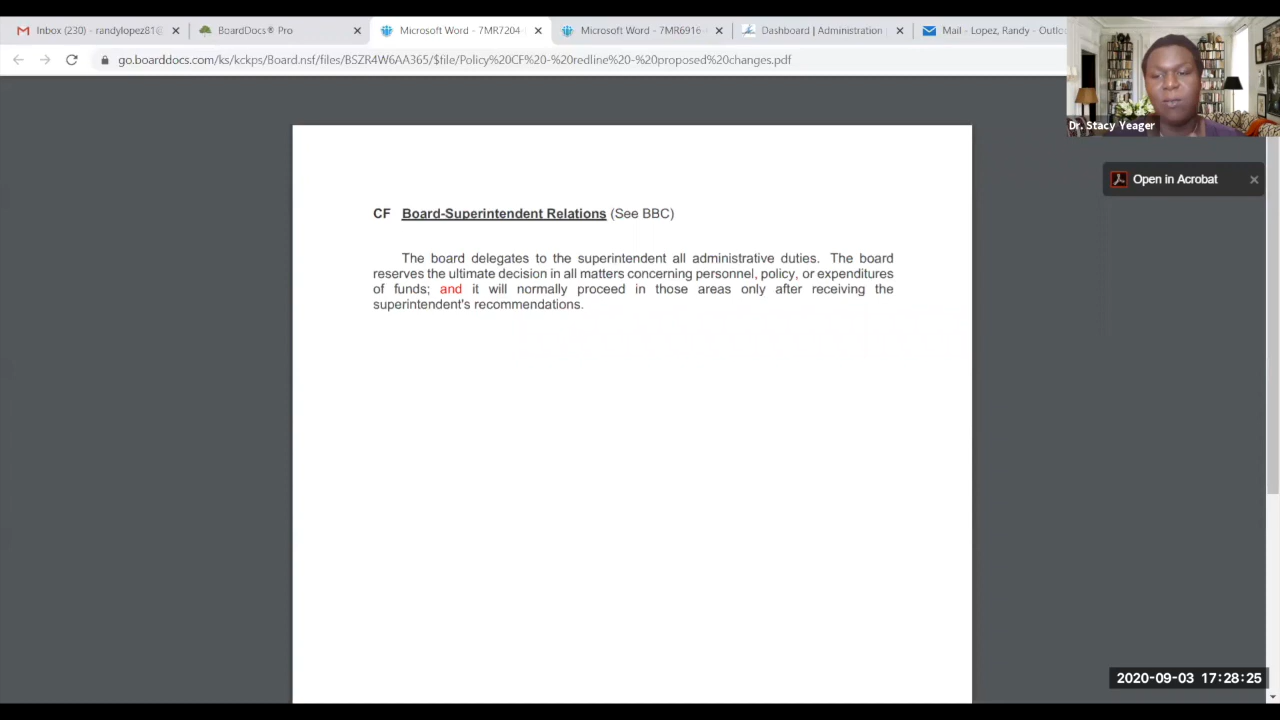 Inbox (230) - randylopez81@
BoardDocs® Pro
Microsoft Word - 7MR7204
Microsoft Word - 7MR6916 -
Dashboard | Administration
Mail - Lopez, Randy - Outlo
go.boarddocs.com/ks/kckps/Board.nsf/files/BSZR4W6AAD6A/$file/Policy%20CF%20-%20redline%20-%20proposed%20changes.pdf
Dr. Stacy Yeager
Open in Acrobat
CF Board-Superintendent Relations (See BBC)
The board delegates to the superintendent all administrative duties. The board
reserves the ultimate decision in all matters concerning personnel, policy, or expenditures
of funds; and it will normally proceed in those areas only after receiving the
superintendent's recommendations.
2020-09-03 17:28:25